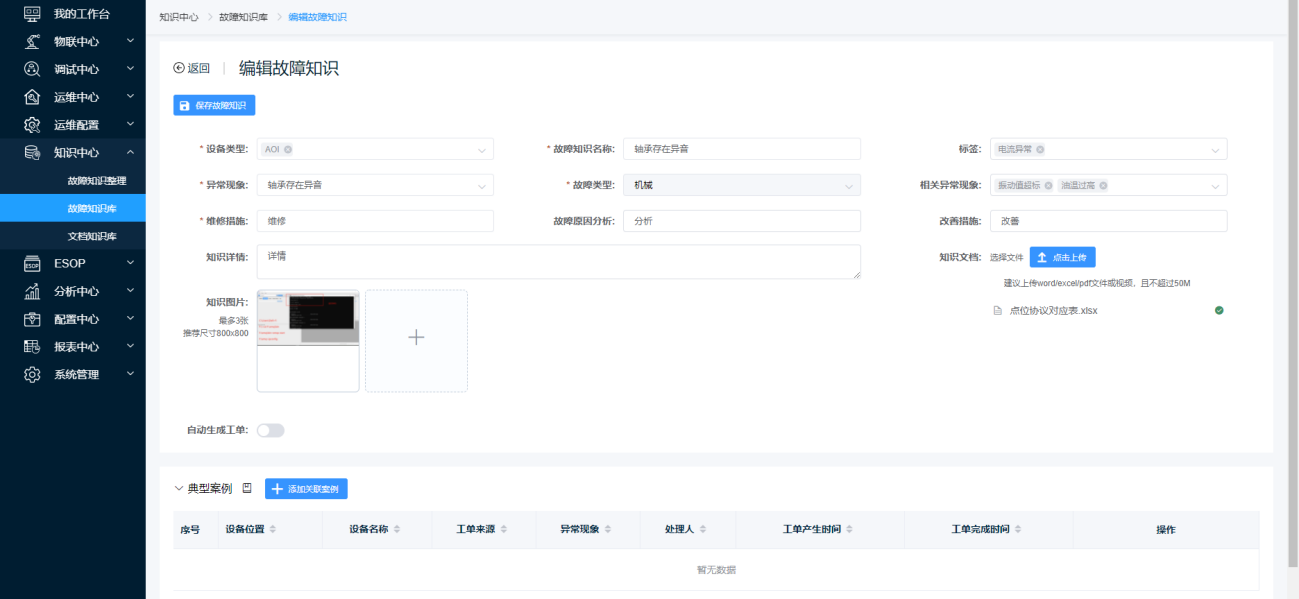 我的工作台
物联中心
调试中心
运维中心
运维配置
知识中心
故障知识整理
故障知识库
文档知识库
ESOP
分析中心
配置中心
报表中心
系统管理
知识中心 > 故障知识库 > 编辑故障知识
返回 | 编辑故障知识
保存故障知识
* 设备类型: AOI * 故障知识名称: 轴承存在异音 标签: 电流异常
* 异常现象: 轴承存在异音 * 故障类型: 机械 相关异常现象: 振动值超标 油温过高
* 维修措施: 维修 故障原因分析: 分析 改善措施: 改善
知识详情: 详情 知识文档: 选择文件 点击上传
建议上传word/excel/pdf文件或视频，且不超过50M
点位协议对应表.xlsx
知识图片:
最多3张
推荐尺寸800x800
自动生成工单:
典型案例 添加关联案例
序号 设备位置 设备名称 工单来源 异常现象 处理人 工单产生时间 工单完成时间 操作
暂无数据